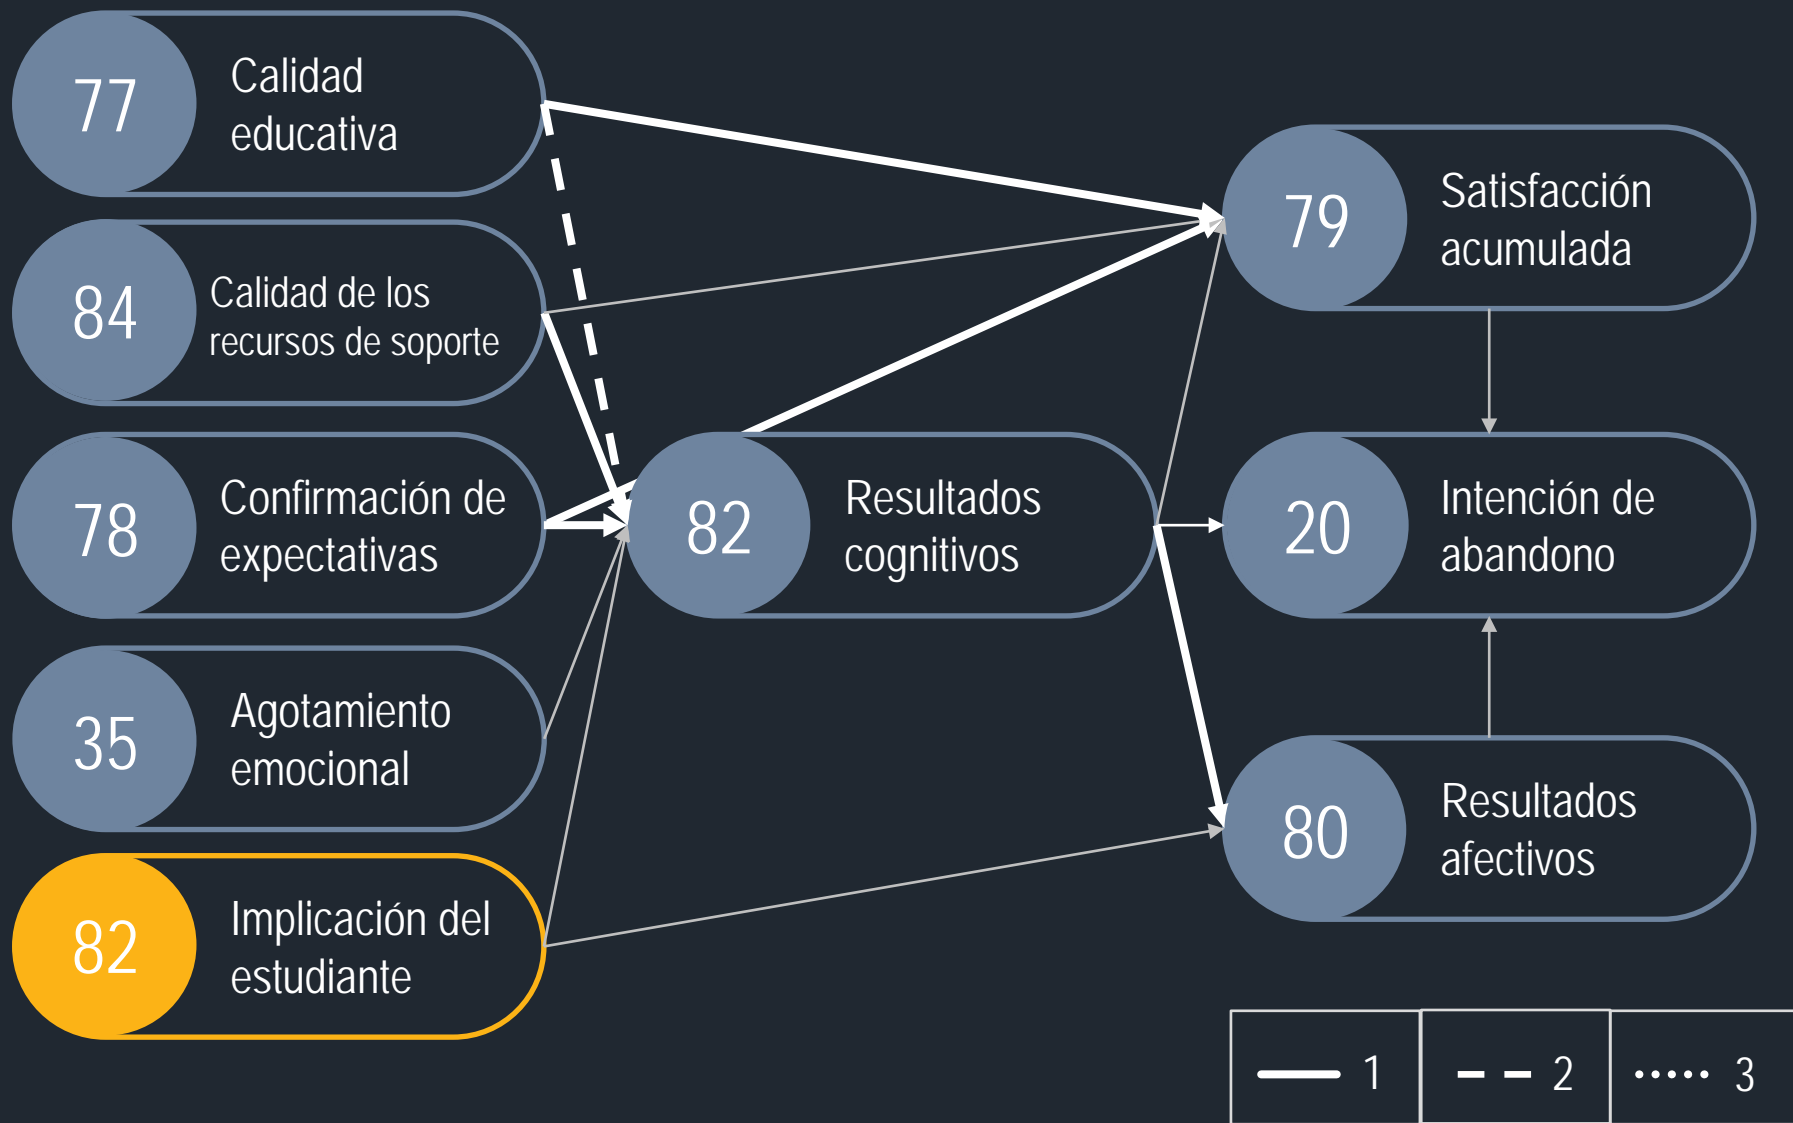 77
Calidad
educativa
84
Calidad de los
recursos de soporte
78
Confirmación de
expectativas
35
Agotamiento
emocional
82
Implicación del
estudiante
82
Resultados
cognitivos
79
Satisfacción
acumulada
20
Intención de
abandono
80
Resultados
afectivos
1
2
3